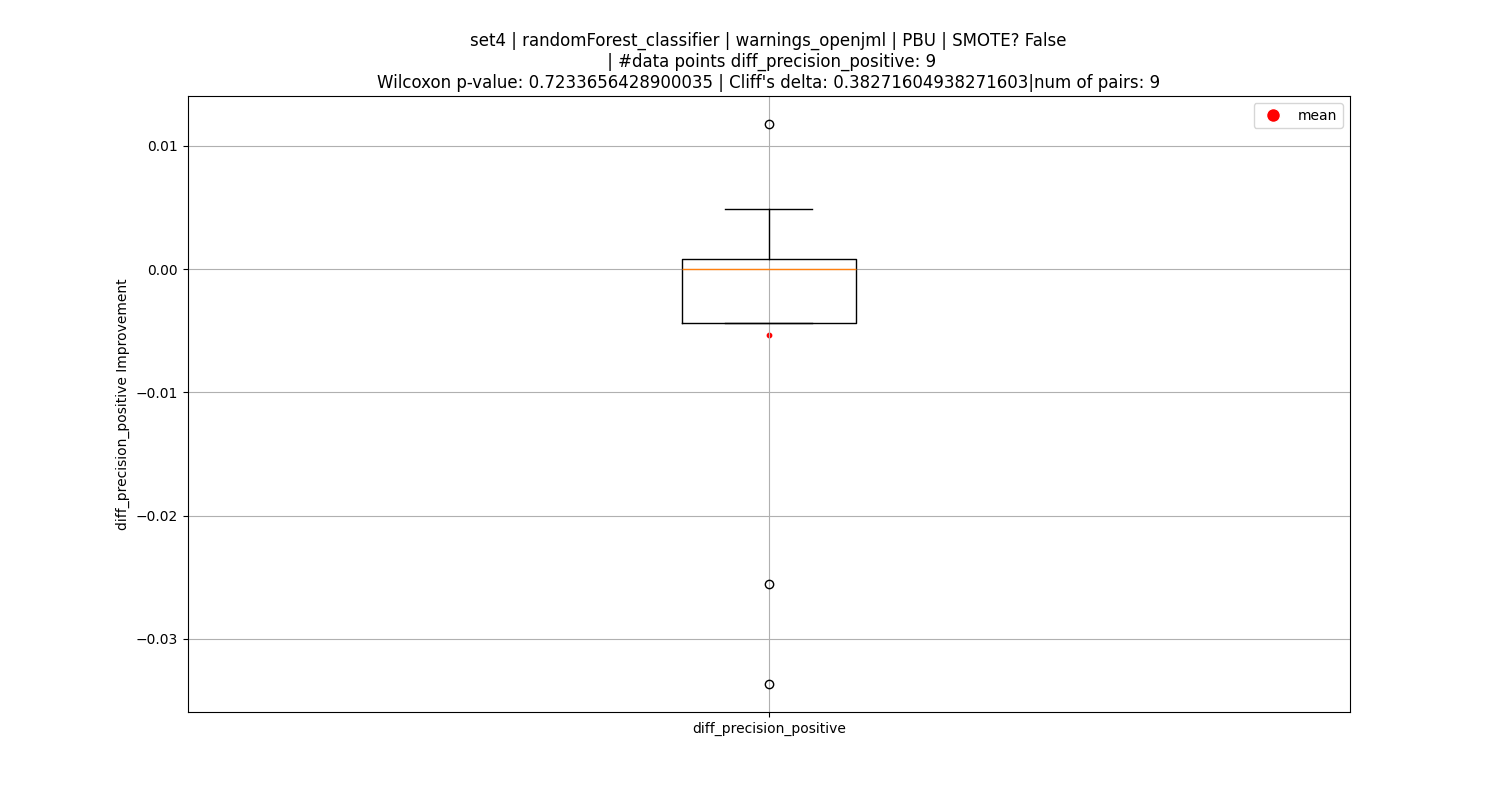 set4 | randomForest_classifier | warnings_openjml | PBU | SMOTE? False
| #data points diff_precision_positive: 9
Wilcoxon p-value: 0.7233656428900035 | Cliff's delta: 0.38271604938271603|num of pairs: 9
mean
0.01
0.00
−0.01
−0.02
−0.03
diff_precision_positive Improvement
diff_precision_positive